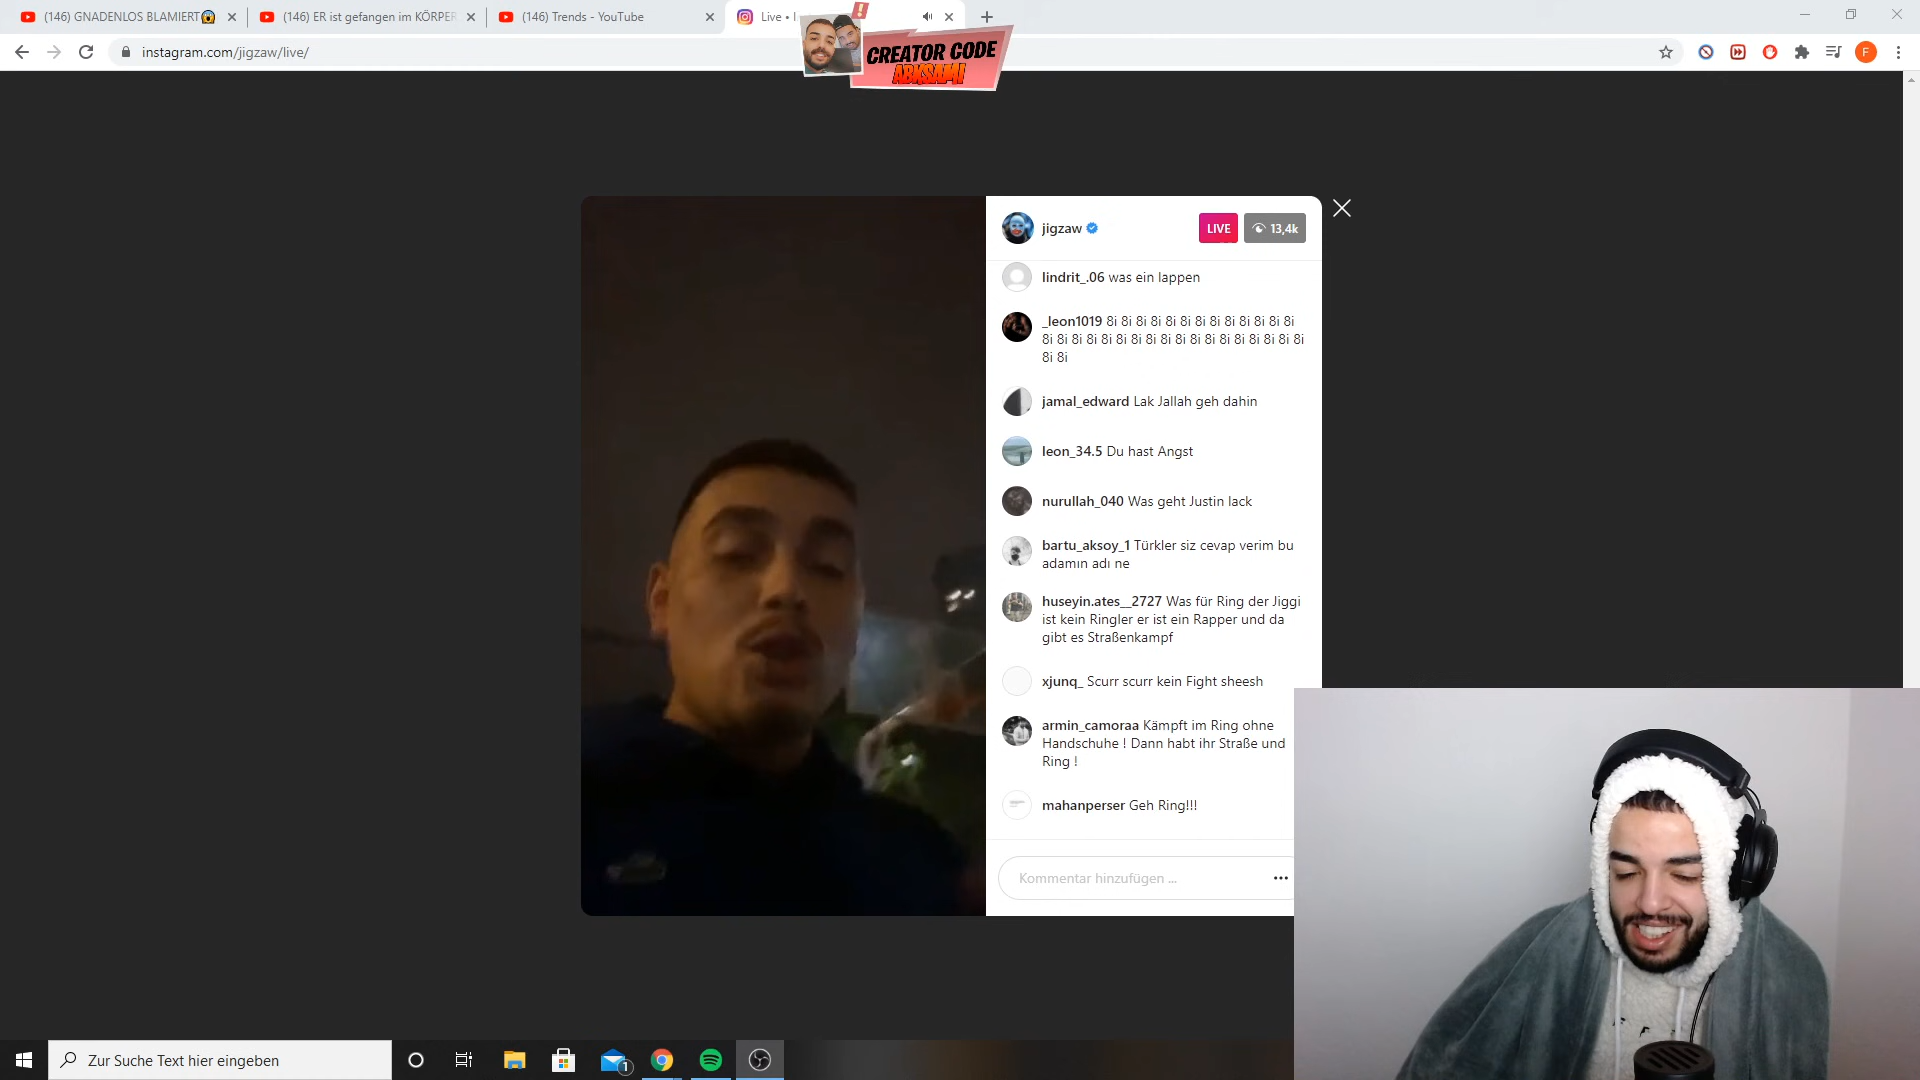 (146) GNADENLOS BLAMIERT😱
(146) ER ist gefangen im KÖRPER
(146) Trends - YouTube
Live •
instagram.com/jigzaw/live/
F
!
CREATOR CODE
ABKSAMI
jigzaw
LIVE
13,4k
lindrit_.06 was ein lappen
_leon1019 8i 8i 8i 8i 8i 8i 8i 8i 8i 8i 8i 8i 8i
8i 8i 8i 8i 8i 8i 8i 8i 8i 8i 8i 8i 8i 8i 8i 8i 8i 8i
8i 8i
jamal_edward Lak Jallah geh dahin
leon_34.5 Du hast Angst
nurullah_040 Was geht Justin lack
bartu_aksoy_1 Türkler siz cevap verim bu
adamın adı ne
huseyin.ates__2727 Was für Ring der Jiggi
ist kein Ringler er ist ein Rapper und da
gibt es Straßenkampf
xjunq_ Scurr scurr kein Fight sheesh
armin_camoraa Kämpft im Ring ohne
Handschuhe ! Dann habt ihr Straße und
Ring !
mahanperser Geh Ring!!!
Kommentar hinzufügen ...
Zur Suche Text hier eingeben
1